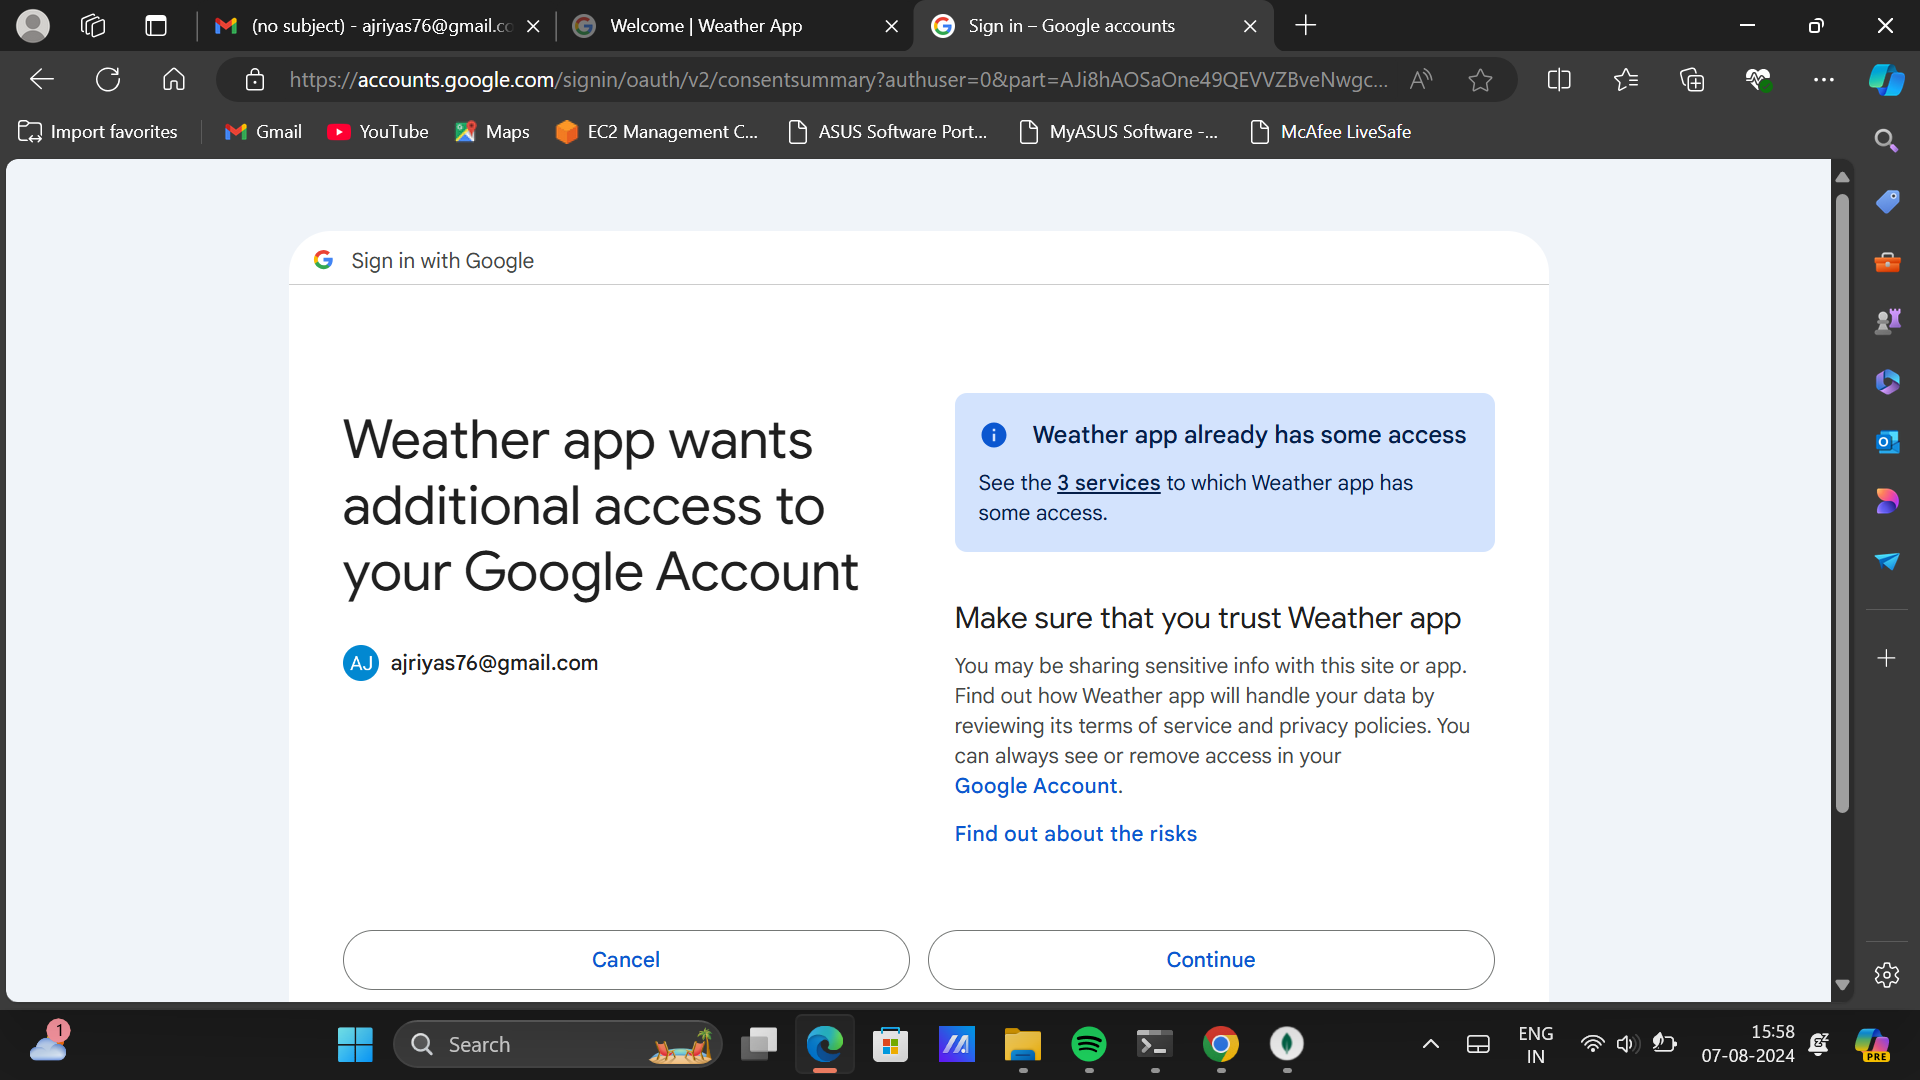 (no subject) - ajriyas76@gmail.co
Welcome | Weather App
Sign in – Google accounts
https://accounts.google.com/signin/oauth/v2/consentsummary?authuser=0&part=AJi8hAOSaOne49QEVVZBveNwgc...
Import favorites
Gmail
YouTube
Maps
EC2 Management C...
ASUS Software Port...
MyASUS Software -...
McAfee LiveSafe
Sign in with Google
Weather app wants
additional access to
your Google Account
AJ ajriyas76@gmail.com
Weather app already has some access
See the 3 services to which Weather app has
some access.
Make sure that you trust Weather app
You may be sharing sensitive info with this site or app.
Find out how Weather app will handle your data by
reviewing its terms of service and privacy policies. You
can always see or remove access in your
Google Account.
Find out about the risks
Cancel
Continue
1
Search
ENG
IN
15:58
07-08-2024
PRE